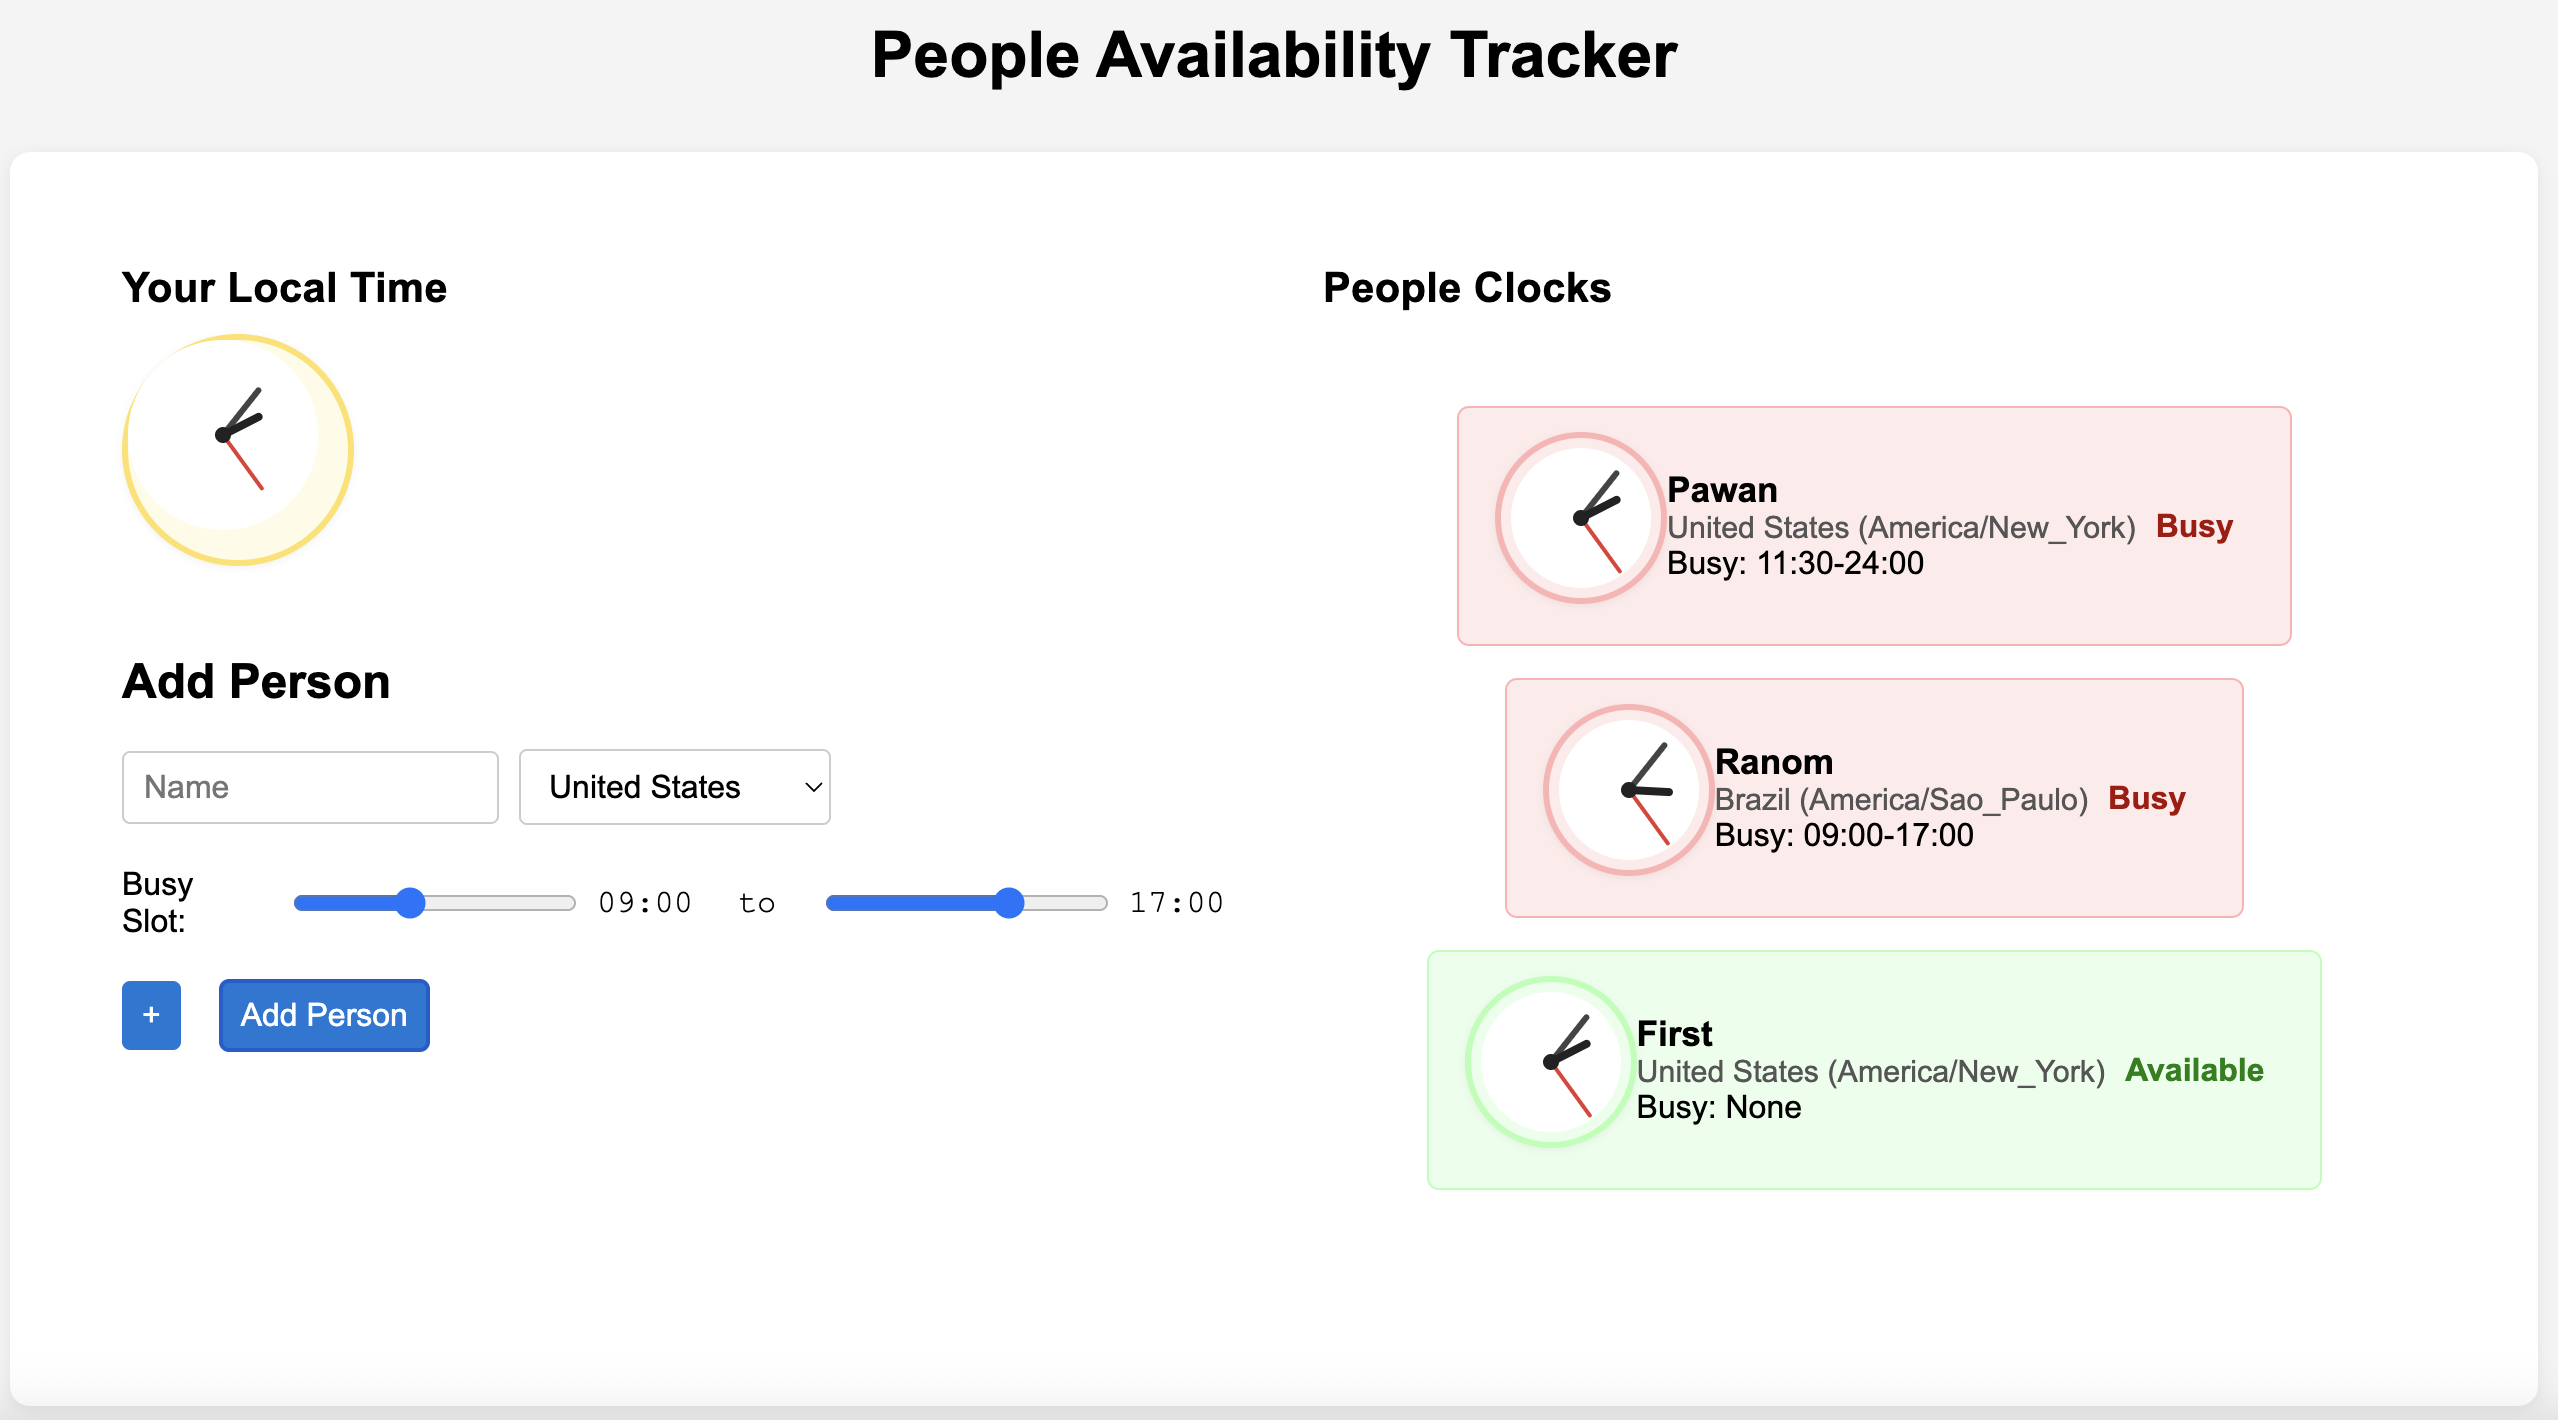 People Availability Tracker
Your Local Time
Add Person
Name
United States
Busy
Slot:
09:00
to
17:00
+
Add Person
People Clocks
Pawan
United States (America/New_York) Busy
Busy: 11:30-24:00
Ranom
Brazil (America/Sao_Paulo) Busy
Busy: 09:00-17:00
First
United States (America/New_York) Available
Busy: None